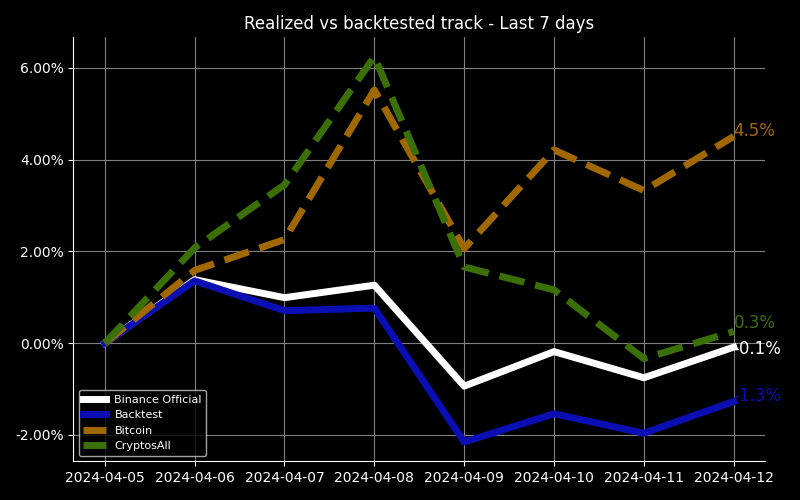 Realized vs backtested track - Last 7 days
6.00%
4.00%
2.00%
0.00%
-2.00%
4.5%
0.3%
-0.1%
-1.3%
Binance Official
Backtest
Bitcoin
CryptosAll
2024-04-05 2024-04-06 2024-04-07 2024-04-08 2024-04-09 2024-04-10 2024-04-11 2024-04-12